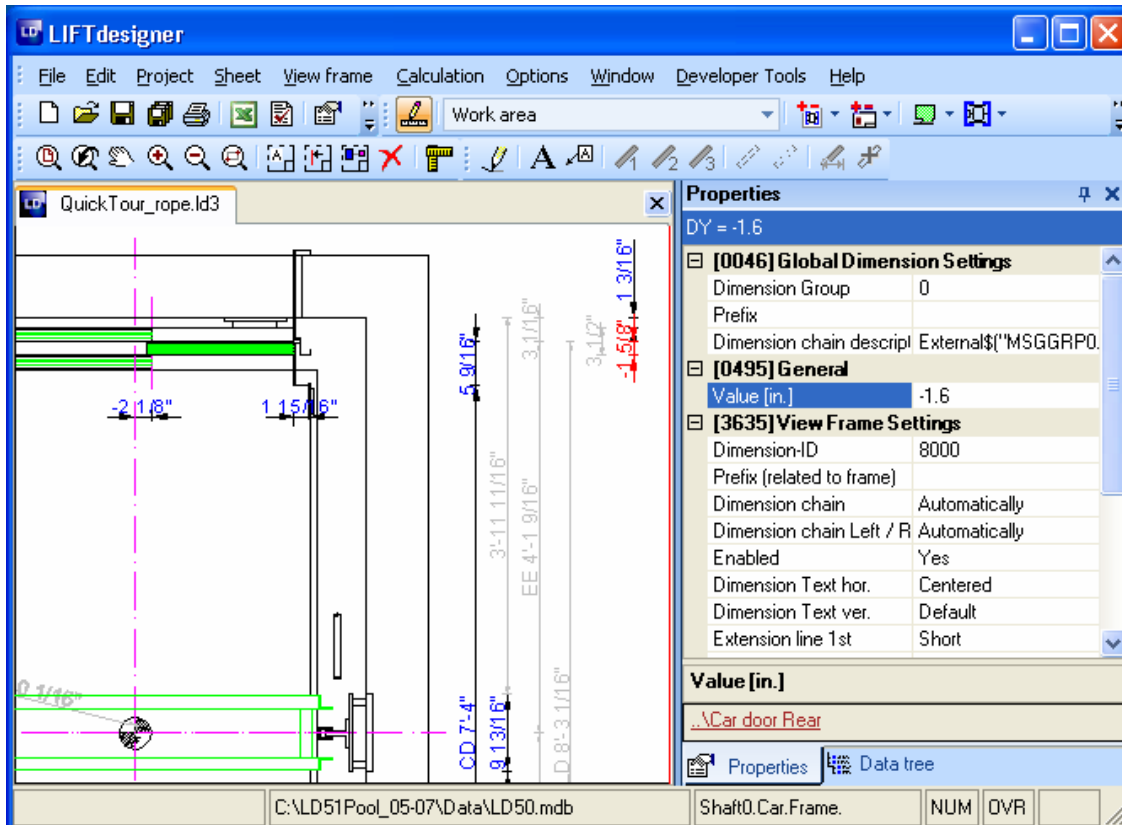 LD LIFTdesigner
File Edit Project Sheet View frame Calculation Options Window Developer Tools Help
Work area
A A 1 2 3
LD QuickTour_rope.ld3
Properties
DY = -1.6
[0046] Global Dimension Settings
Dimension Group 0
Prefix
Dimension chain descript External$("MSGGRP0.
[0495] General
Value [in.] -1.6
[3635] View Frame Settings
Dimension-ID 8000
Prefix (related to frame)
Dimension chain Automatically
Dimension chain Left / R Automatically
Enabled Yes
Dimension Text hor. Centered
Dimension Text ver. Default
Extension line 1st Short
Value [in.]
..\Car door Rear
Properties Data tree
1 3/16"
-1 5/8"
3 1/2"
3 1/16"
5 9/16"
-2 1/8" 1 15/16"
3'-11 11/16"
EE 4'-1 9/16"
D 8'-3 1/16"
CD 7'-4"
9 13/16"
0 1/16"
C:\LD51Pool_05-07\Data\LD50.mdb Shaft0.Car.Frame. NUM OVR